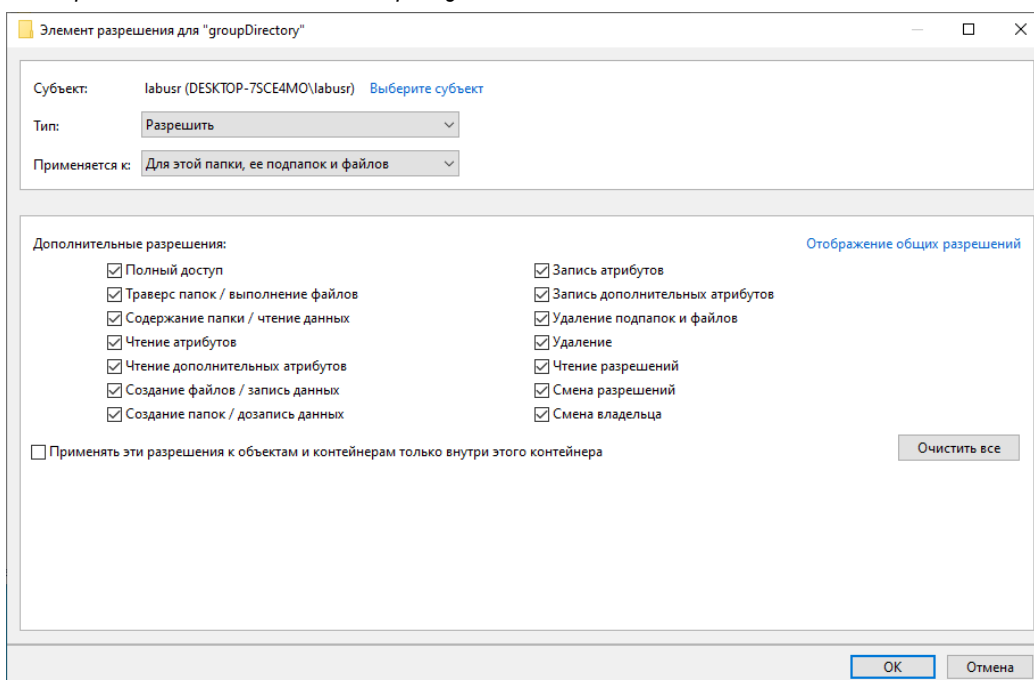 Элемент разрешения для "groupDirectory"
Субъект: labusr (DESKTOP-7SCE4MO\labusr) Выберите субъект
Тип: Разрешить
Применяется к: Для этой папки, ее подпапок и файлов
Дополнительные разрешения: Отображение общих разрешений
Полный доступ Запись атрибутов
Траверс папок / выполнение файлов Запись дополнительных атрибутов
Содержание папки / чтение данных Удаление подпапок и файлов
Чтение атрибутов Удаление
Чтение дополнительных атрибутов Чтение разрешений
Создание файлов / запись данных Смена разрешений
Создание папок / дозапись данных Смена владельца
Применять эти разрешения к объектам и контейнерам только внутри этого контейнера Очистить все
ОК Отмена